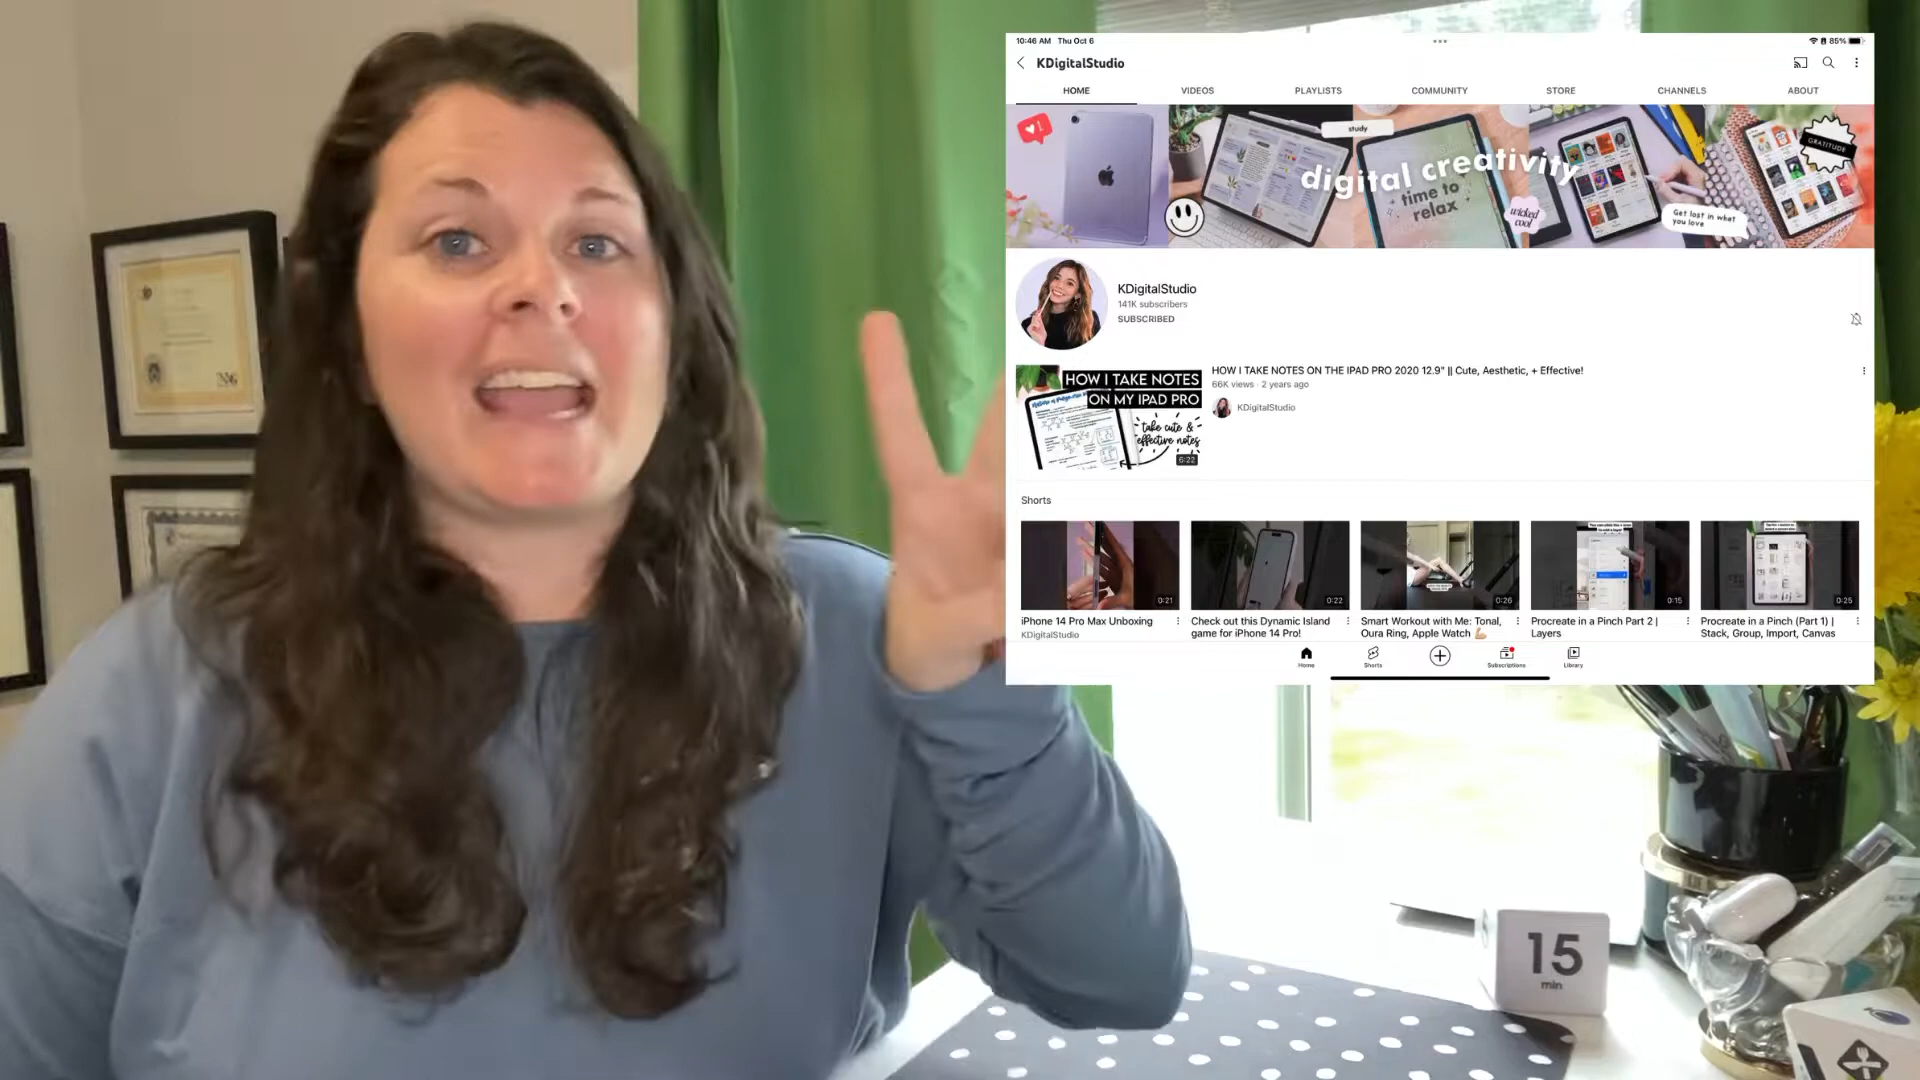 10:46 AM Thu Oct 6
85%
KDigitalStudio
HOME VIDEOS PLAYLISTS COMMUNITY STORE CHANNELS ABOUT
1
study
digital creativity
time to
relax
wicked
cool
Get lost in what
you love
GRATITUDE
KDigitalStudio
141K subscribers
SUBSCRIBED
HOW I TAKE NOTES
ON MY IPAD PRO
take cute &
effective notes
6:22
HOW I TAKE NOTES ON THE IPAD PRO 2020 12.9" || Cute, Aesthetic, + Effective!
66K views · 2 years ago
KDigitalStudio
Shorts
0:21
0:22
0:26
0:15
0:25
iPhone 14 Pro Max Unboxing
KDigitalStudio
Check out this Dynamic Island
game for iPhone 14 Pro!
Smart Workout with Me: Tonal,
Oura Ring, Apple Watch 💪🏼
Procreate in a Pinch Part 2 |
Layers
Procreate in a Pinch (Part 1) |
Stack, Group, Import, Canvas
Home Shorts Subscriptions Library
15
min